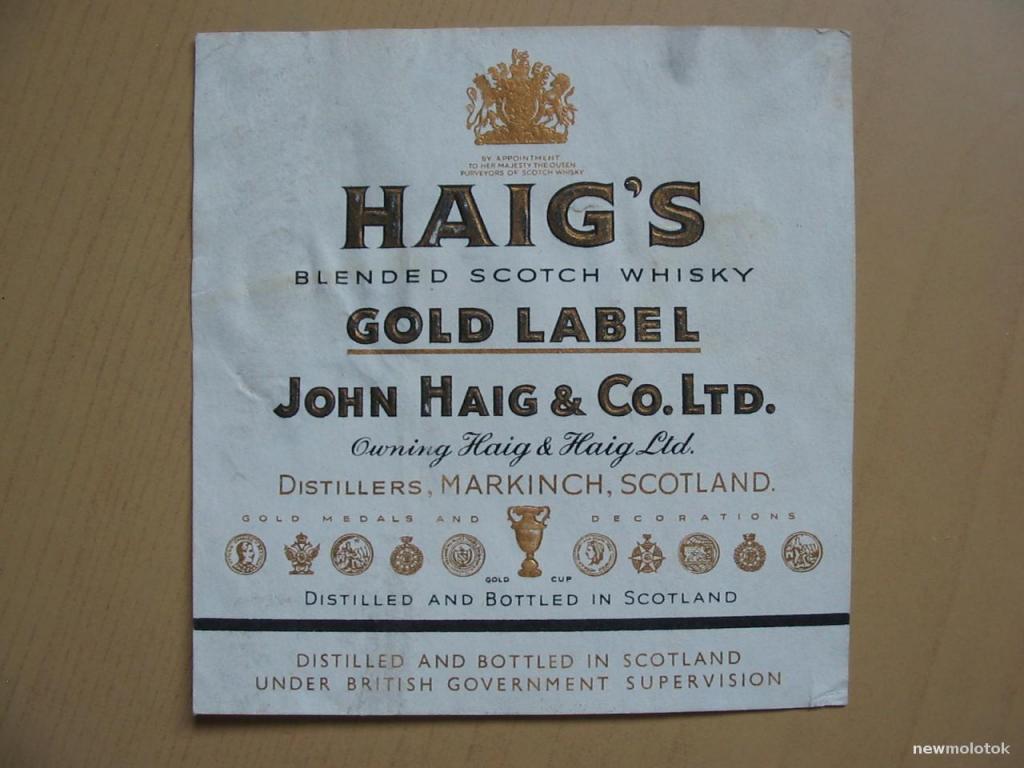 BY APPOINTMENT
TO HER MAJESTY THE QUEEN
PURVEYORS OF SCOTCH WHISKY
HAIG'S
BLENDED SCOTCH WHISKY
GOLD LABEL
JOHN HAIG & CO. LTD.
Owning Haig & Haig Ltd.
DISTILLERS, MARKINCH, SCOTLAND.
GOLD MEDALS AND DECORATIONS
GOLD CUP
DISTILLED AND BOTTLED IN SCOTLAND
DISTILLED AND BOTTLED IN SCOTLAND
UNDER BRITISH GOVERNMENT SUPERVISION
newmolotok